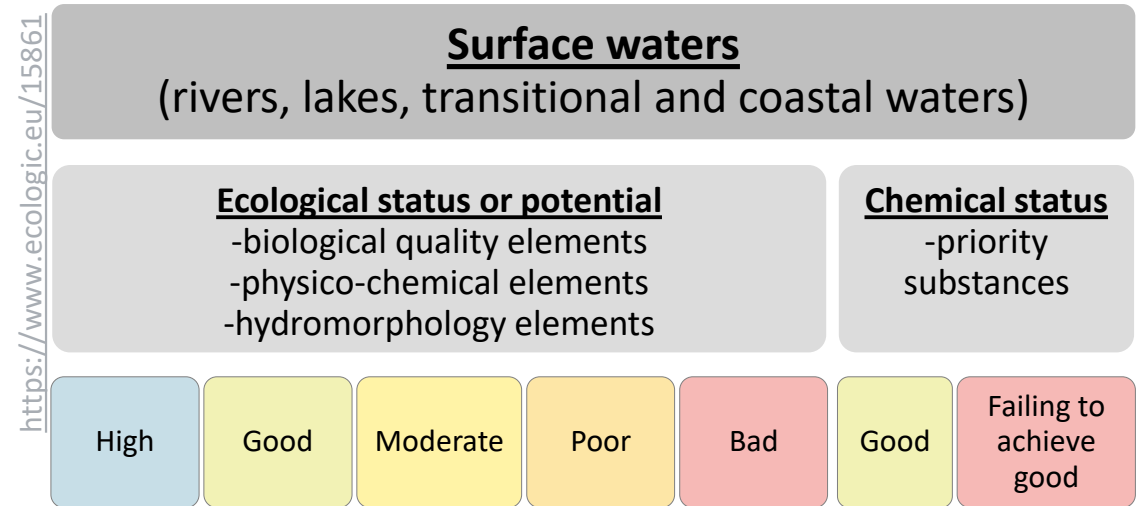 https://www.ecologic.eu/15861
Surface waters
(rivers, lakes, transitional and coastal waters)
Ecological status or potential
-biological quality elements
-physico-chemical elements
-hydromorphology elements
Chemical status
-priority
substances
High
Good
Moderate
Poor
Bad
Good
Failing to
achieve
good